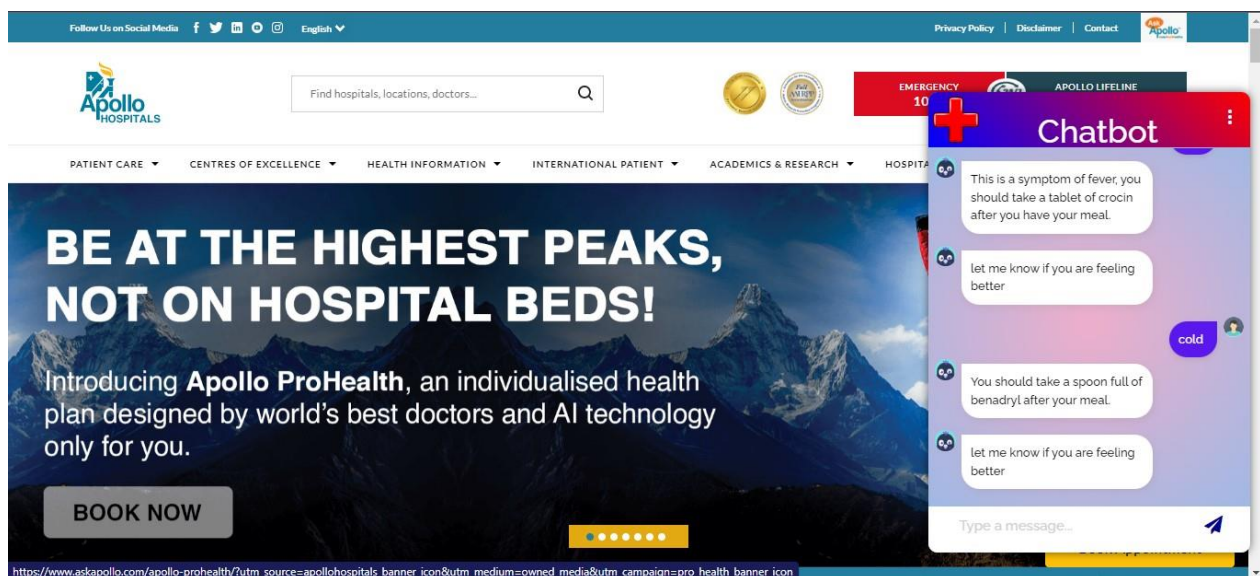 Follow Us on Social Media
English
Privacy Policy | Disclaimer | Contact
Ask
Apollo
Apollo
HOSPITALS
Find hospitals, locations, doctors...
EMERGENCY
10
APOLLO LIFELINE
PATIENT CARE
CENTRES OF EXCELLENCE
HEALTH INFORMATION
INTERNATIONAL PATIENT
ACADEMICS & RESEARCH
HOSPITA
BE AT THE HIGHEST PEAKS,
NOT ON HOSPITAL BEDS!
Introducing Apollo ProHealth, an individualised health
plan designed by world's best doctors and AI technology
only for you.
BOOK NOW
Chatbot
This is a symptom of fever, you
should take a tablet of crocin
after you have your meal.
let me know if you are feeling
better
cold
You should take a spoon full of
benadryl after your meal.
let me know if you are feeling
better
Type a message...
https://www.askapollo.com/apollo-prohealth/?utm_source=apollohospitals_banner_icon&utm_medium=owned_media&utm_campaign=pro_health_banner_icon